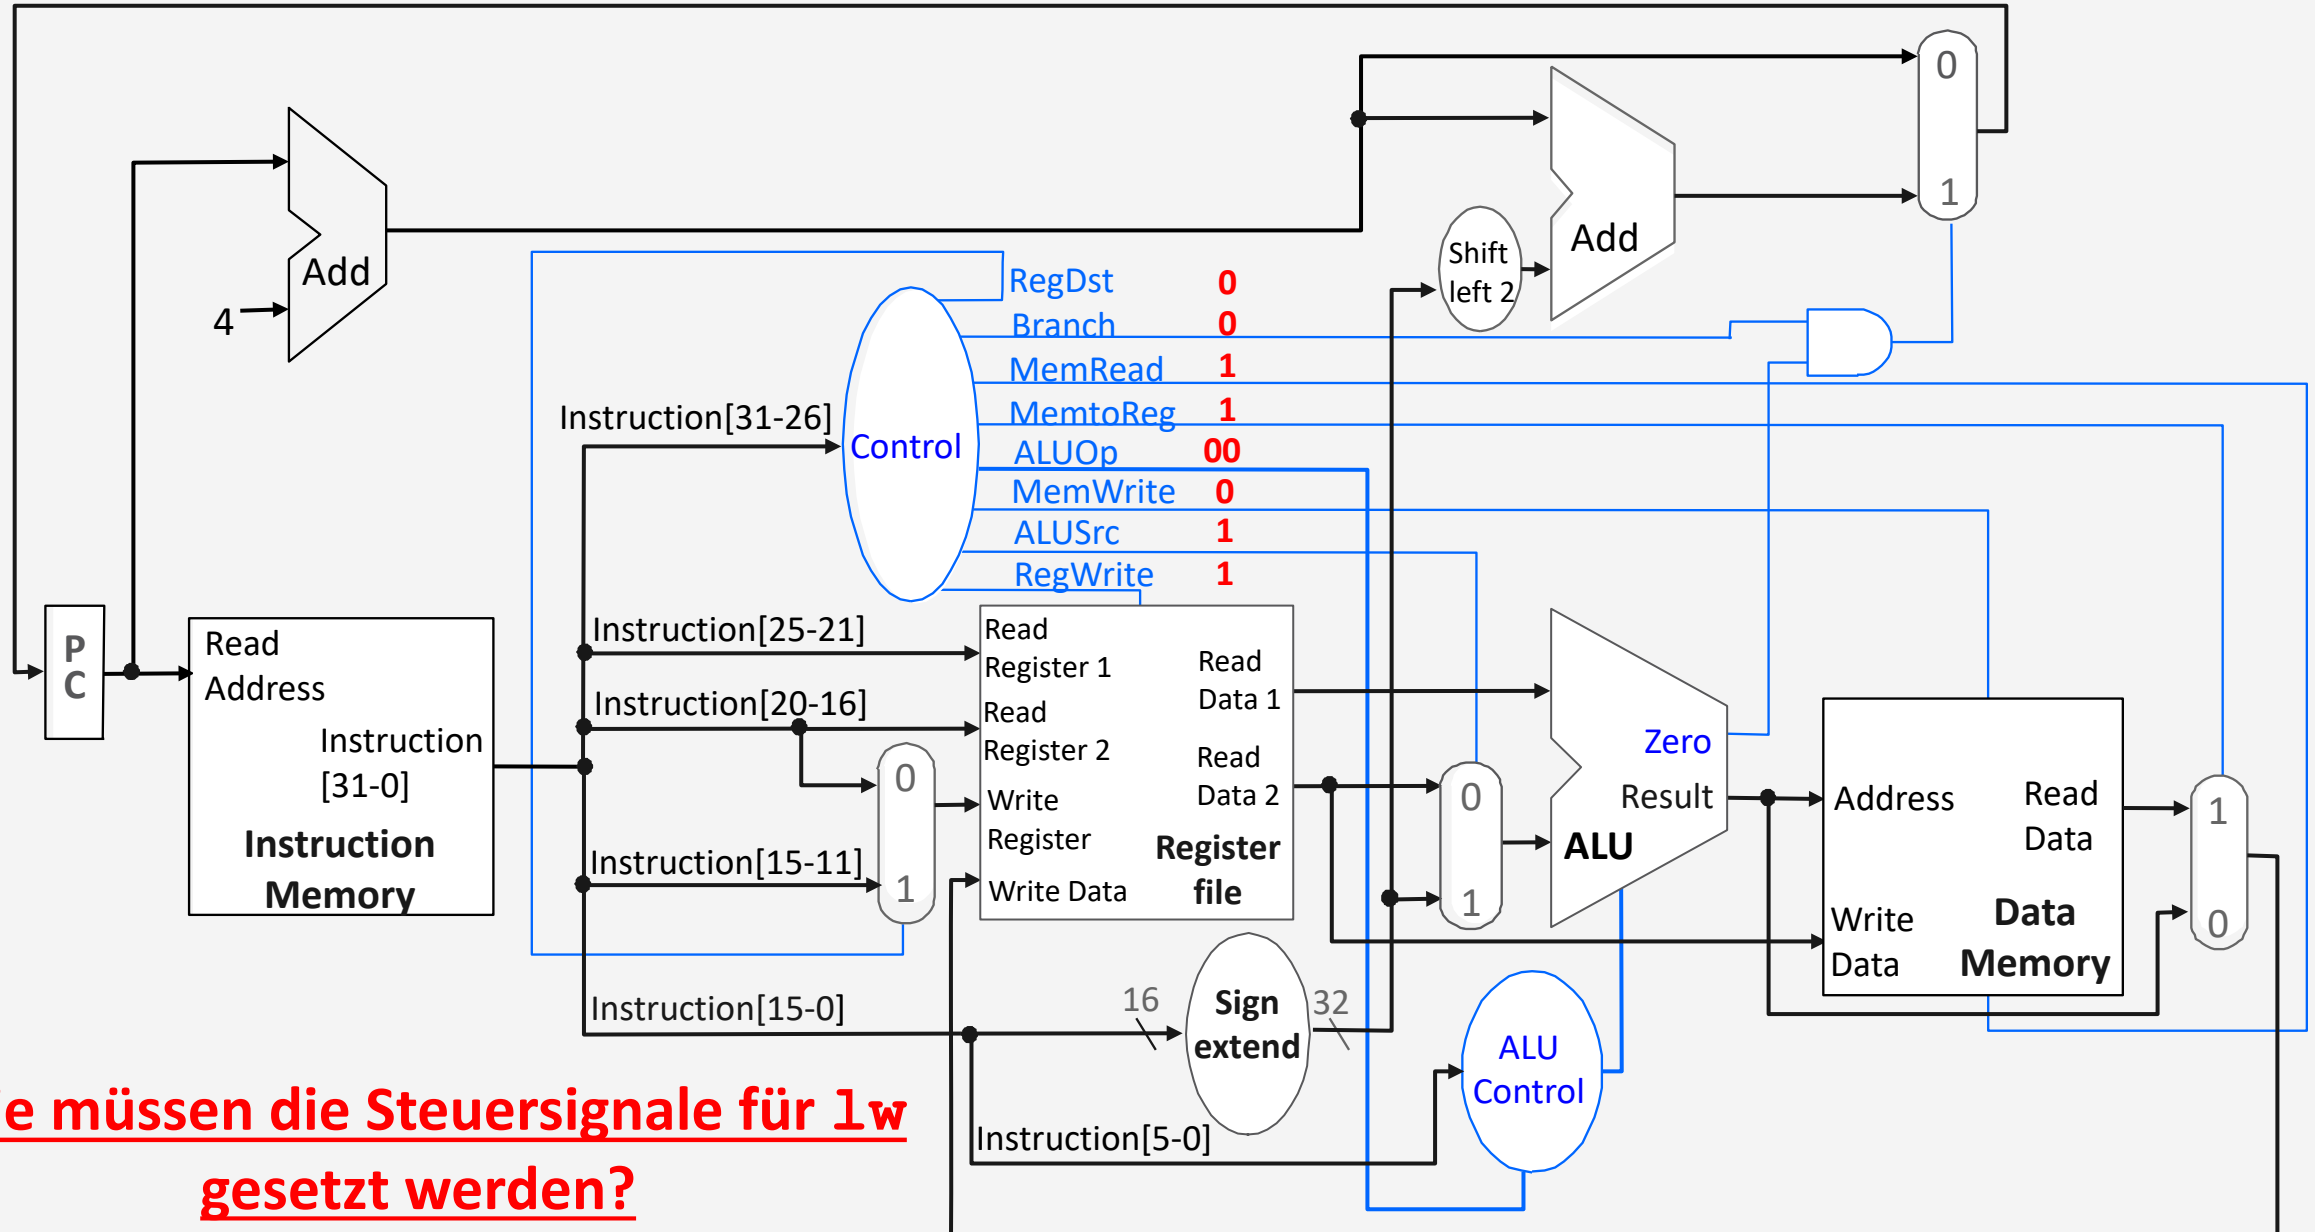 0
1
Add
4
Add
Shift
left 2
RegDst 0
Branch 0
MemRead 1
MemtoReg 1
ALUOp 00
MemWrite 0
ALUSrc 1
RegWrite 1
Control
Instruction[31-26]
P
C
Read
Address
Instruction
[31-0]
Instruction
Memory
Instruction[25-21]
Instruction[20-16]
Instruction[15-11]
Instruction[15-0]
Instruction[5-0]
0
1
Read
Register 1
Read
Register 2
Write
Register
Write Data
Read
Data 1
Read
Data 2
Register
file
16
Sign
extend
32
0
1
Zero
Result
ALU
ALU
Control
Address
Read
Data
Write
Data
Data
Memory
1
0
müssen die Steuersignale für lw
gesetzt werden?